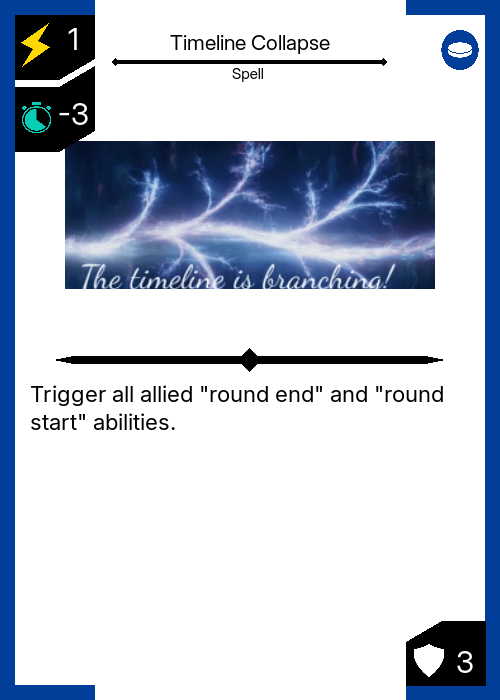 1
Timeline Collapse
Spell
-3
The timeline is branching!
Trigger all allied "round end" and "round
start" abilities.
3